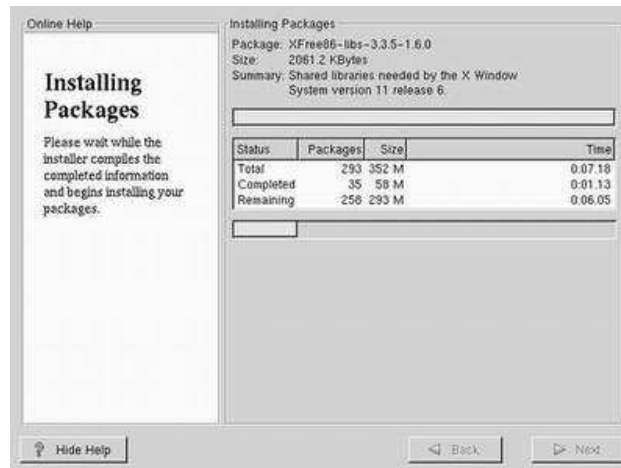 Online Help
Installing
Packages
Please wait while the
installer compiles the
completed information
and begins installing your
packages.
Installing Packages
Package: XFree86-libs-3.3.5-1.6.0
Size: 2061.2 KBytes
Summary: Shared libraries needed by the X Window
System version 11 release 6.
Status Packages Size Time
Total 293 352 M 0:07.18
Completed 35 58 M 0:01.13
Remaining 258 293 M 0:06.05
Hide Help
Back
Next